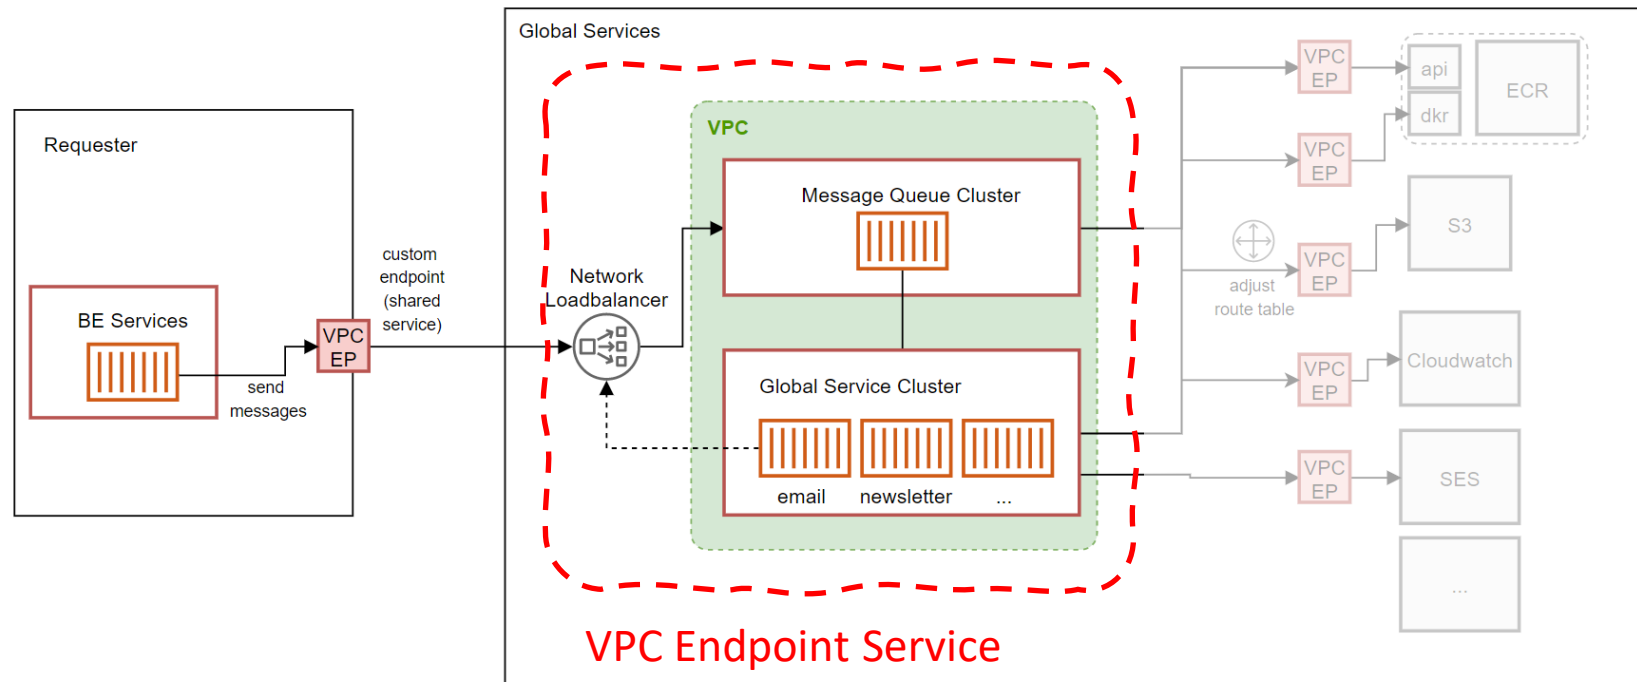 Global Services
Requester
BE Services
send
messages
VPC
EP
custom
endpoint
(shared
service)
Network
Loadbalancer
VPC
Message Queue Cluster
Global Service Cluster
email
newsletter
...
VPC
EP
api
dkr
ECR
VPC
EP
adjust
route table
VPC
EP
S3
VPC
EP
Cloudwatch
VPC
EP
SES
...
VPC Endpoint Service